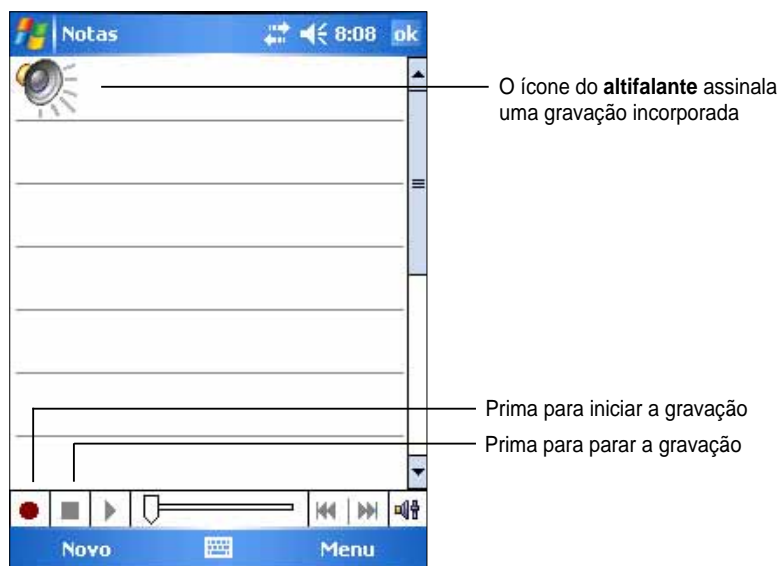 Notas
8:08
ok
O ícone do altifalante assinala
uma gravação incorporada
Prima para iniciar a gravação
Prima para parar a gravação
Novo
Menu